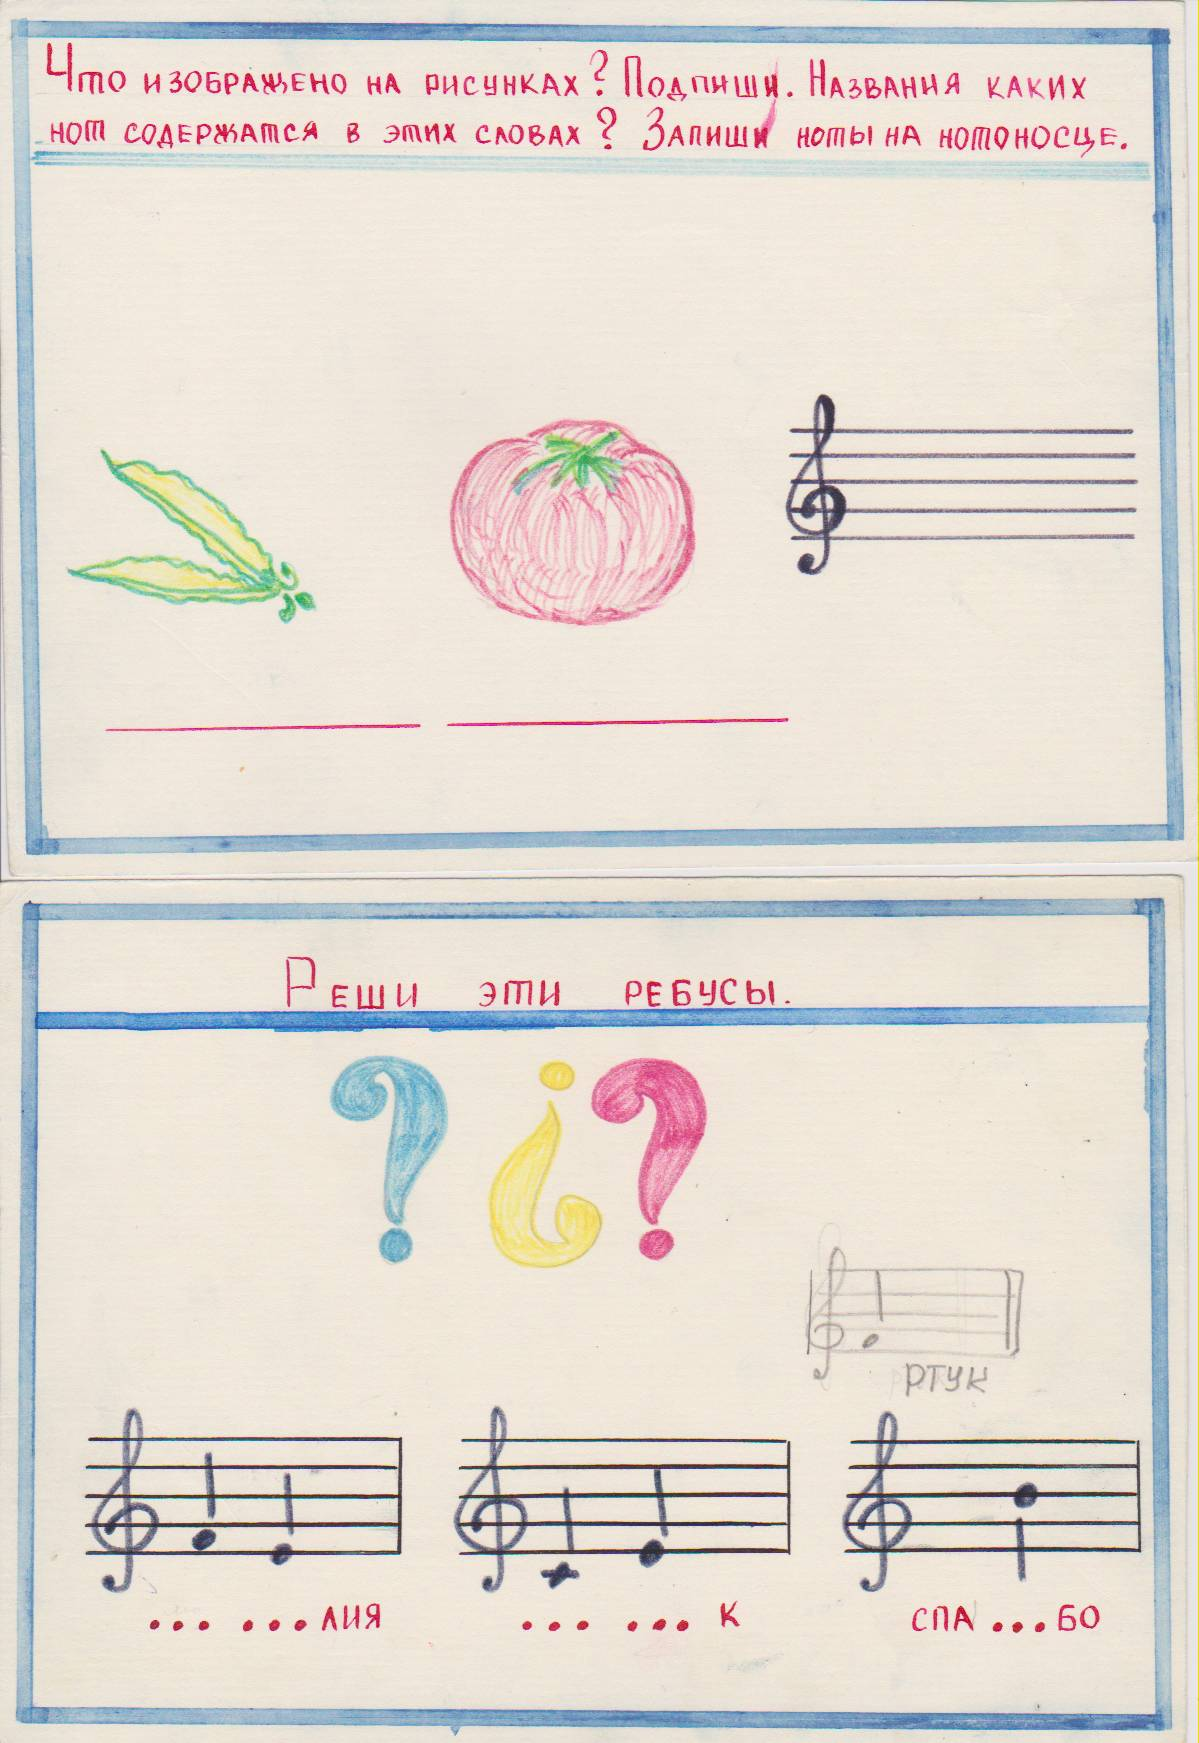 Что изображено на рисунках? Подпиши. Названия каких
нот содержатся в этих словах? Запиши ноты на нотоносце.
Реши эти ребусы.
ртук
... ...лия
... ... к
спа ...бо